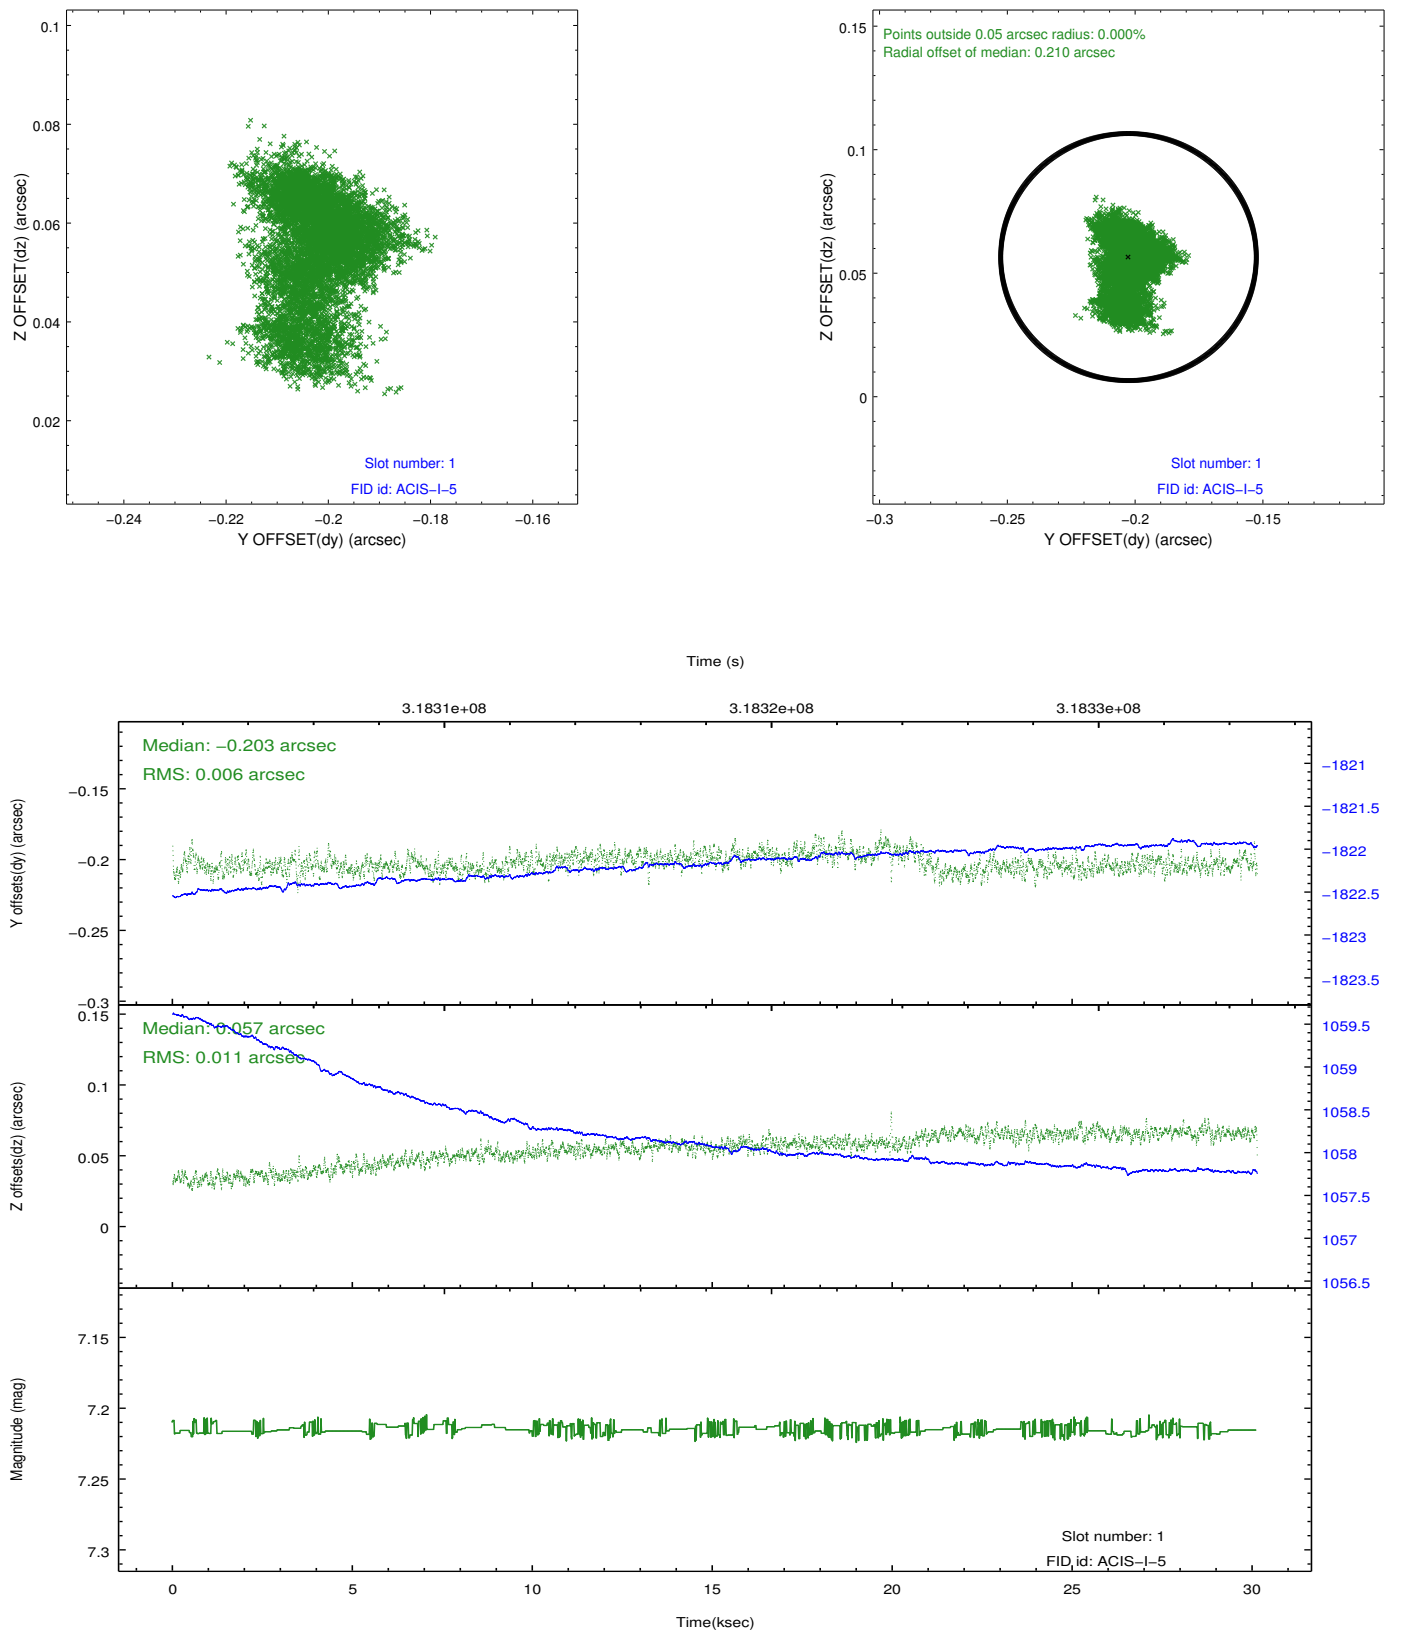 0.1
0.08
0.06
0.04
0.02
Z OFFSET(dz) (arcsec)
Slot number: 1
FID id: ACIS−I−5
−0.24 −0.22 −0.2 −0.18 −0.16
Y OFFSET(dy) (arcsec)
Points outside 0.05 arcsec radius: 0.000%
Radial offset of median: 0.210 arcsec
0.15
0.1
0.05
0
Z OFFSET(dz) (arcsec)
Slot number: 1
FID id: ACIS−I−5
−0.3 −0.25 −0.2 −0.15
Y OFFSET(dy) (arcsec)
Time (s)
3.1831e+08 3.1832e+08 3.1833e+08
Median: −0.203 arcsec
RMS: 0.006 arcsec
−0.15
−0.2
−0.25
−0.3
Y offsets(dy) (arcsec)
−1821
−1821.5
−1822
−1822.5
−1823
−1823.5
Median: 0.057 arcsec
RMS: 0.011 arcsec
0.15
0.1
0.05
0
Z offsets(dz) (arcsec)
1059.5
1059
1058.5
1058
1057.5
1057
1056.5
7.15
7.2
7.25
7.3
Magnitude (mag)
Slot number: 1
FID id: ACIS−I−5
0 5 10 15 20 25 30
Time(ksec)